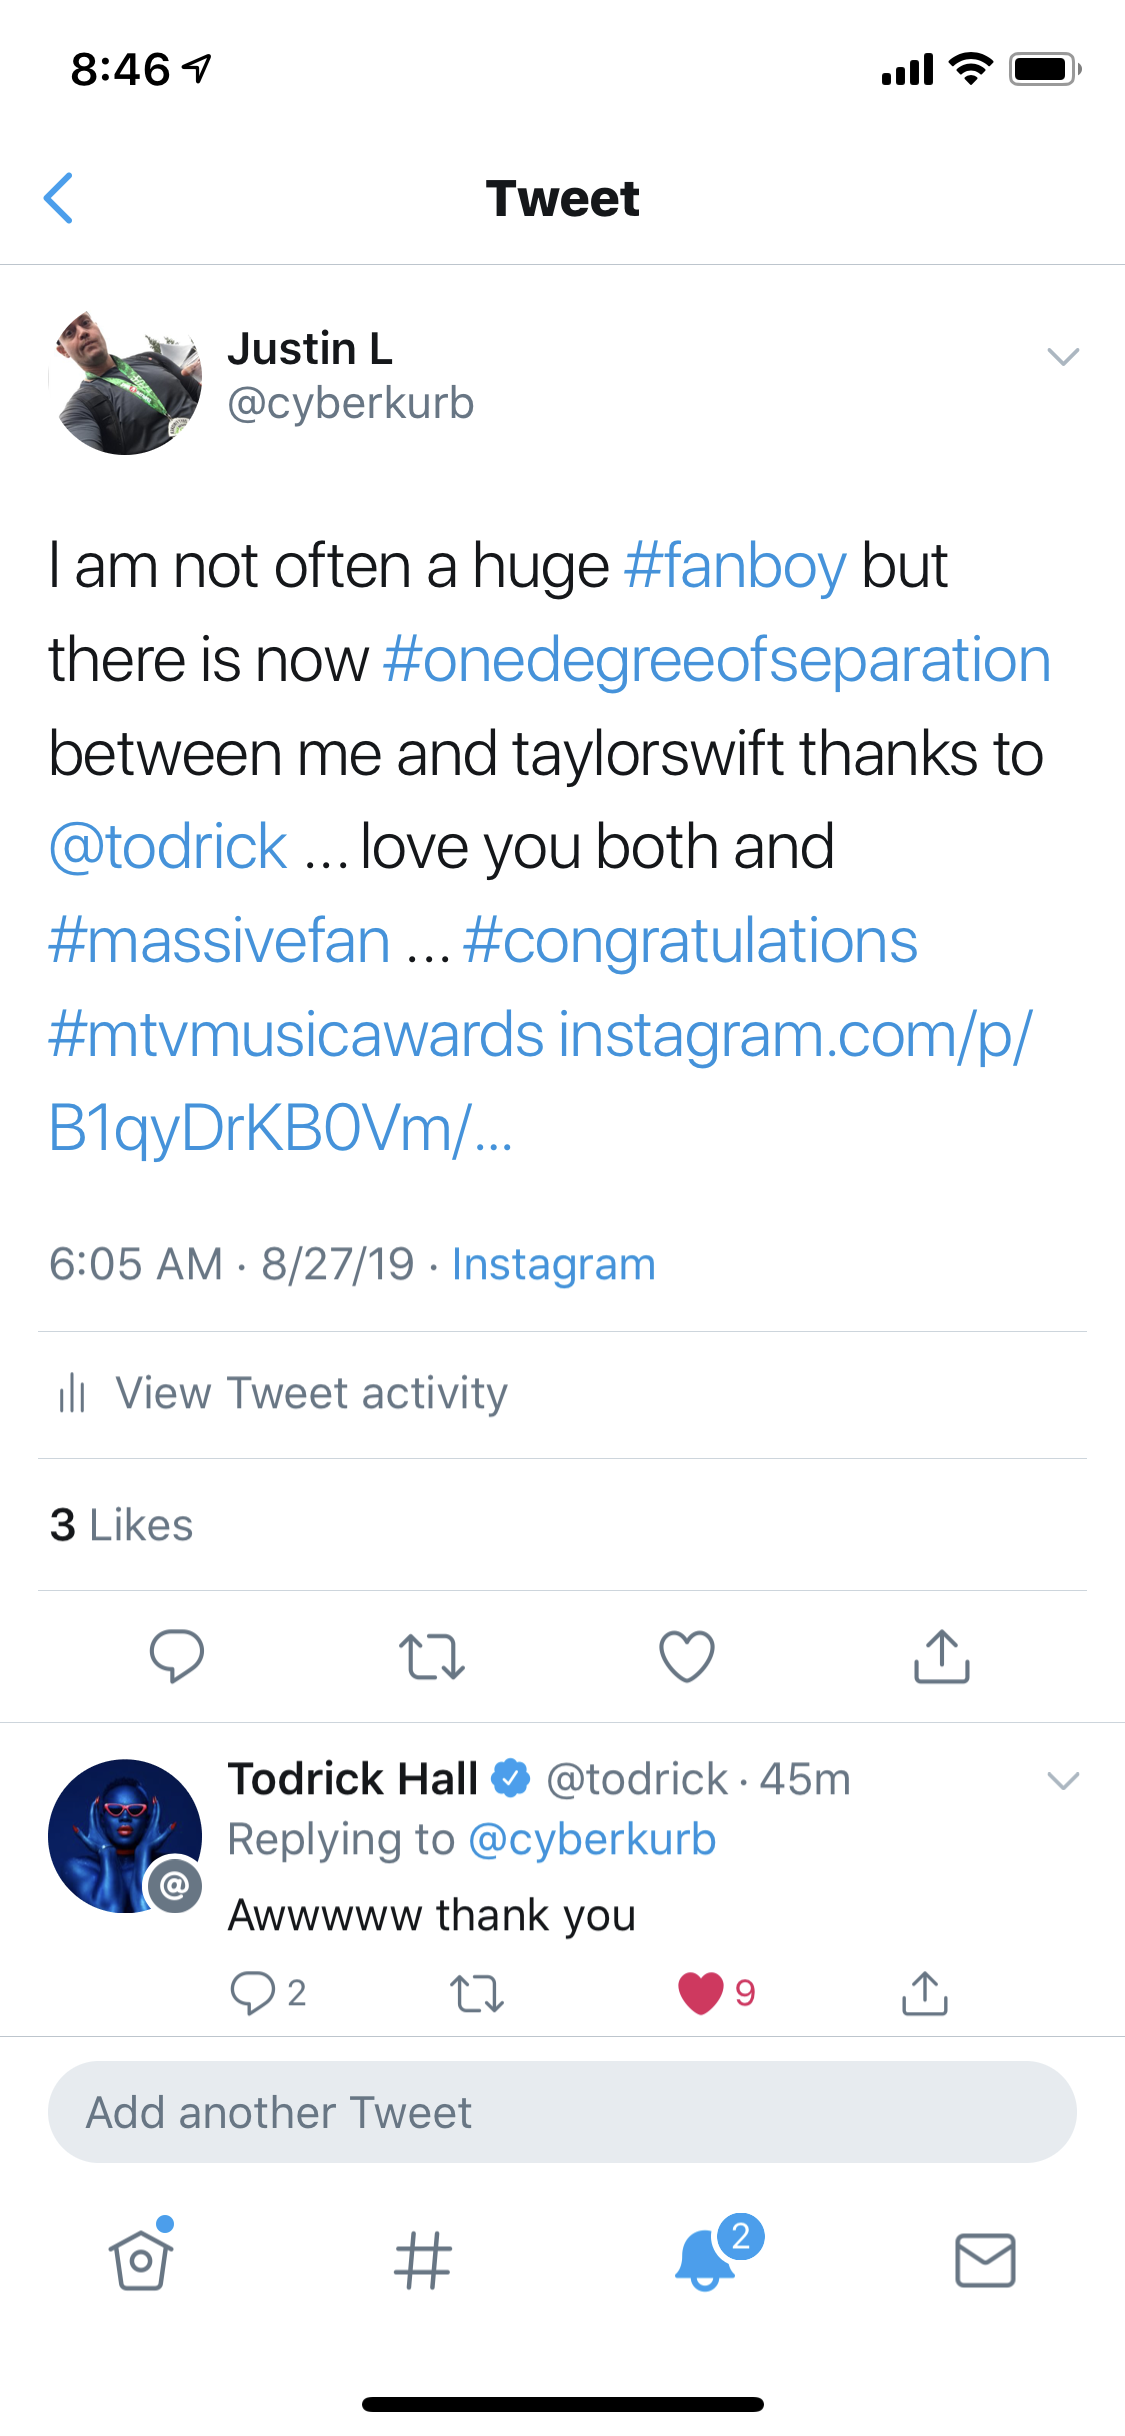 8:46
Tweet
Justin L
@cyberkurb
I am not often a huge #fanboy but
there is now #onedegreeofseparation
between me and taylorswift thanks to
@todrick ... love you both and
#massivefan ... #congratulations
#mtvmusicawards instagram.com/p/
B1qyDrKB0Vm/...
6:05 AM · 8/27/19 · Instagram
View Tweet activity
3 Likes
Todrick Hall @todrick · 45m
Replying to @cyberkurb
@
Awwwww thank you
2 9
Add another Tweet
2